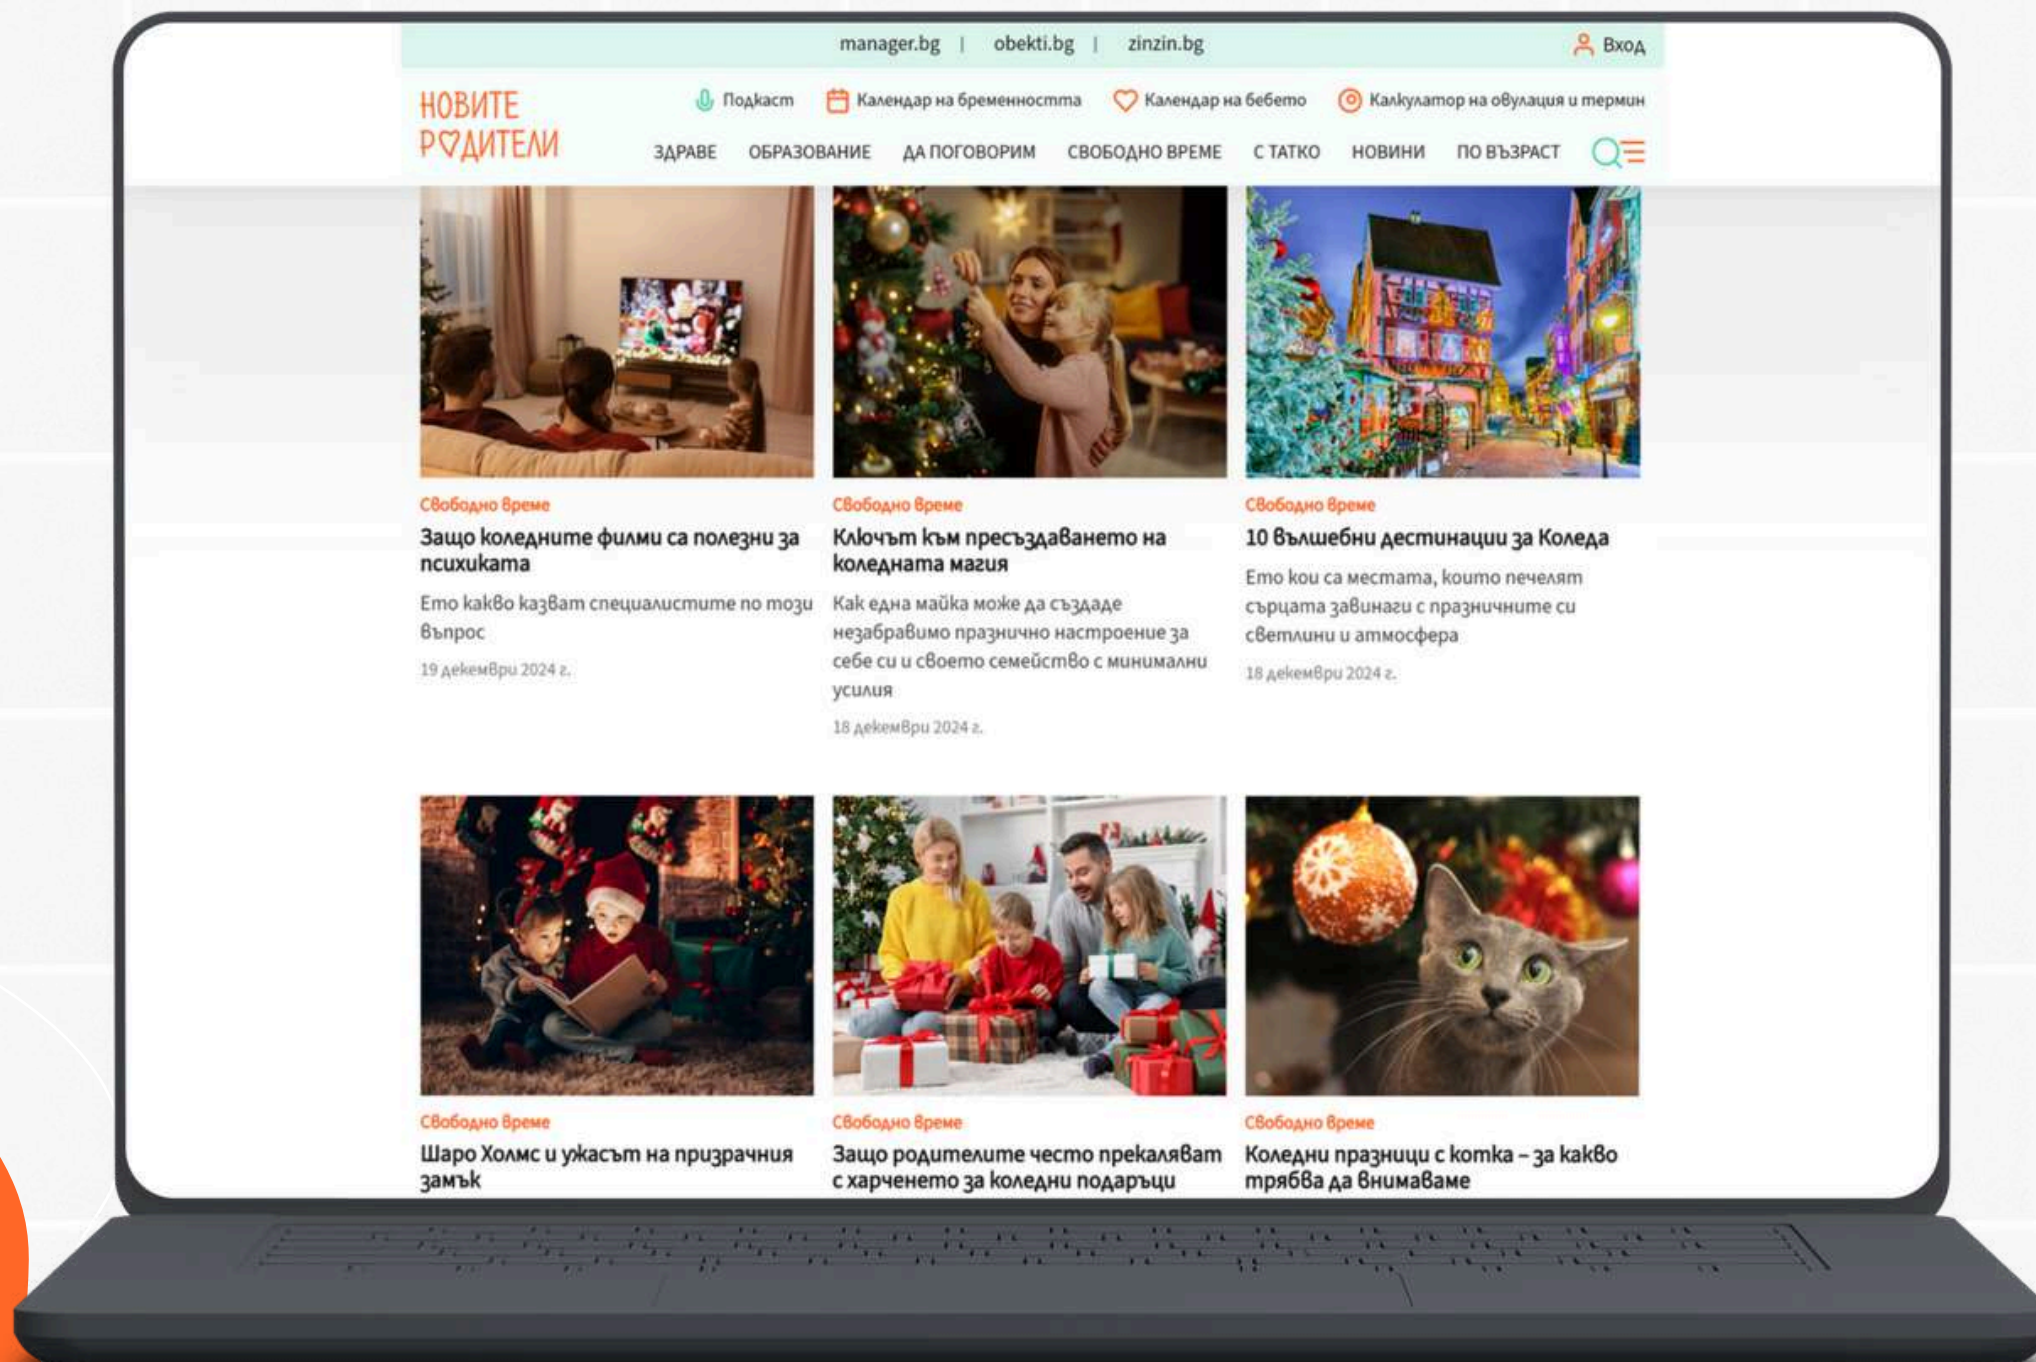 manager.bg | obekti.bg | zinzin.bg
Вход
НОВИТЕ
РОДИТЕЛИ
Подкаст Календар на бременността Календар на бебето Калкулатор на овулация и термин
ЗДРАВЕ ОБРАЗОВАНИЕ ДА ПОГОВОРИМ СВОБОДНО ВРЕМЕ С ТАТКО НОВИНИ ПО ВЪЗРАСТ
Свободно време
Защо коледните филми са полезни за
психиката
Ето какво казват специалистите по този
въпрос
19 декември 2024 г.
Свободно време
Ключът към пресъздаването на
коледната магия
Как една майка може да създаде
незабравимо празнично настроение за
себе си и своето семейство с минимални
усилия
18 декември 2024 г.
Свободно време
10 вълшебни дестинации за Коледа
Ето кои са местата, които печелят
сърцата завинаги с празничните си
светлини и атмосфера
18 декември 2024 г.
Свободно време
Шаро Холмс и ужасът на призрачния
замък
Свободно време
Защо родителите често прекаляват
с харченето за коледни подаръци
Свободно време
Коледни празници с котка – за какво
трябва да внимаваме